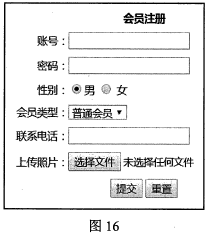 会员注册
账号：
密码：
性别： 男 女
会员类型： 普通会员
联系电话：
上传照片： 选择文件 未选择任何文件
提交 重置
图 16